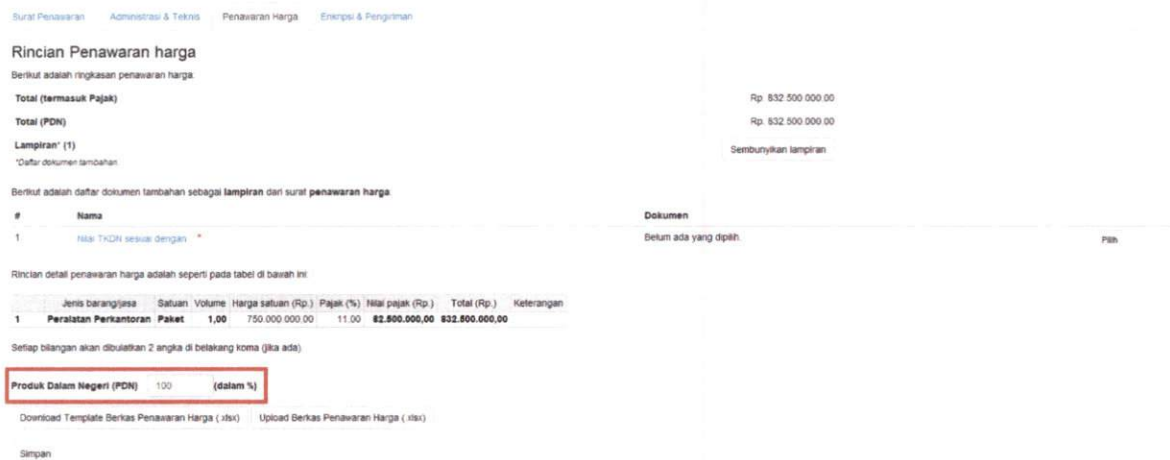 Surat Penawaran Administrasi & Teknis Penawaran Harga Enkripsi & Pengiriman
Rincian Penawaran harga
Berikut adalah ringkasan penawaran harga:
Total (termasuk Pajak) Rp. 832.500.000,00
Total (PDN) Rp. 832.500.000,00
Lampiran* (1) Sembunyikan lampiran
*Daftar dokumen tambahan
Berikut adalah daftar dokumen tambahan sebagai lampiran dari surat penawaran harga
# Nama Dokumen
1 Nilai TKDN sesuai dengan * Belum ada yang dipilih. Pilih
Rincian detail penawaran harga adalah seperti pada tabel di bawah ini:
Jenis barang/jasa Satuan Volume Harga satuan (Rp.) Pajak (%) Nilai pajak (Rp.) Total (Rp.) Keterangan
1 Peralatan Perkantoran Paket 1,00 750.000.000,00 11.00 82.500.000,00 832.500.000,00
Setiap bilangan akan dibulatkan 2 angka di belakang koma (jika ada)
Produk Dalam Negeri (PDN) 100 (dalam %)
Download Template Berkas Penawaran Harga (.xlsx) Upload Berkas Penawaran Harga (.xlsx)
Simpan